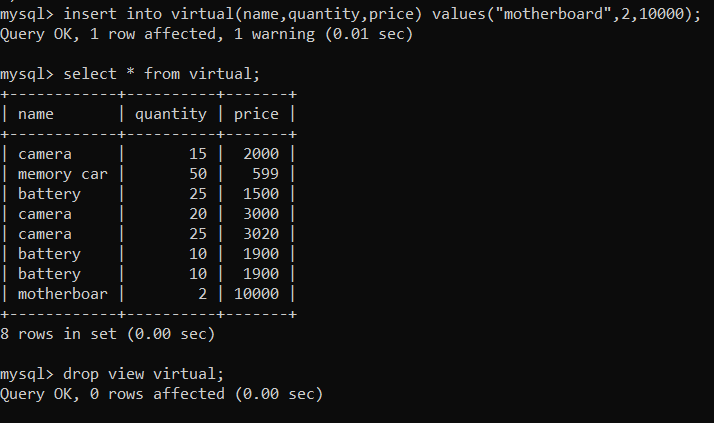 mysql> insert into virtual(name,quantity,price) values("motherboard",2,10000);
Query OK, 1 row affected, 1 warning (0.01 sec)
mysql> select * from virtual;
+------------+----------+-------+
| name       | quantity | price |
+------------+----------+-------+
| camera     |       15 |  2000 |
| memory car |       50 |   599 |
| battery    |       25 |  1500 |
| camera     |       20 |  3000 |
| camera     |       25 |  3020 |
| battery    |       10 |  1900 |
| battery    |       10 |  1900 |
| motherboar |        2 | 10000 |
+------------+----------+-------+
8 rows in set (0.00 sec)
mysql> drop view virtual;
Query OK, 0 rows affected (0.00 sec)